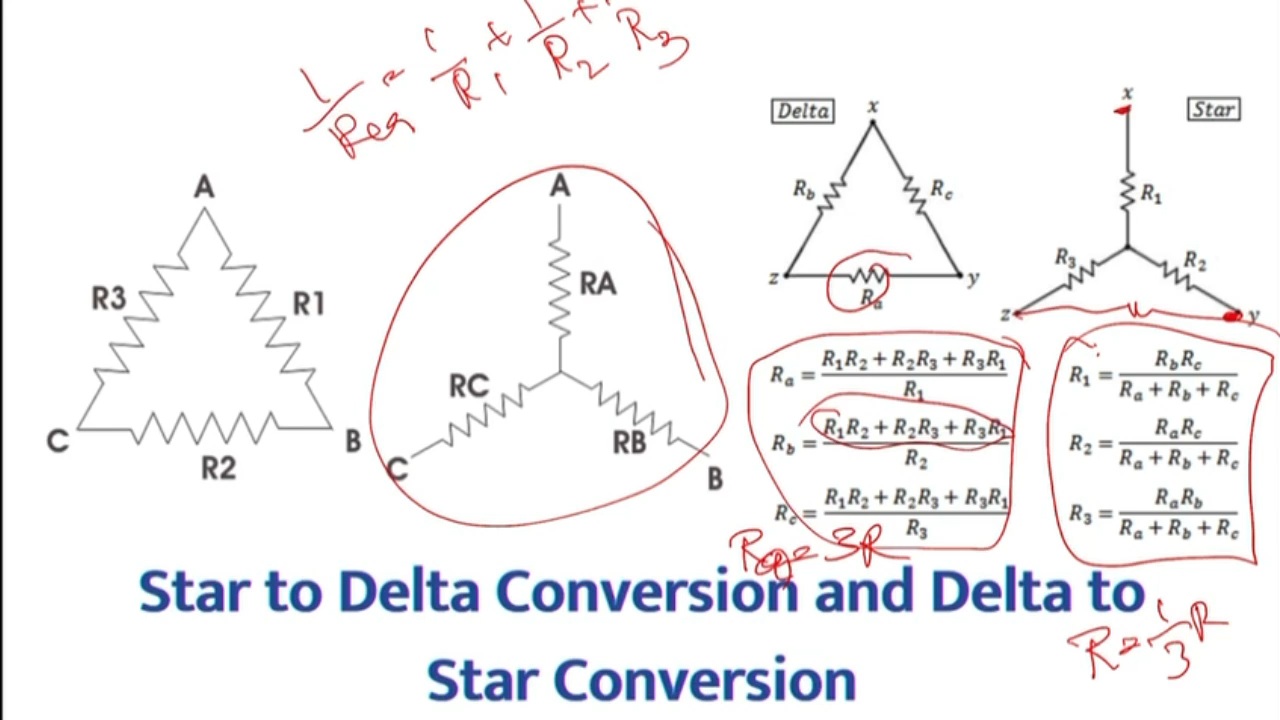 1/Req = 1/R1 + 1/R2 + 1/R3
Delta
x
Rb
Rc
z
y
Ra
x
Star
R1
R3
R2
z
y
A
R3
R1
C
B
R2
A
RA
RC
RB
C
B
Ra = (R1R2 + R2R3 + R3R1) / R1
Rb = (R1R2 + R2R3 + R3R1) / R2
Rc = (R1R2 + R2R3 + R3R1) / R3
R1 = RbRc / (Ra + Rb + Rc)
R2 = RaRc / (Ra + Rb + Rc)
R3 = RaRb / (Ra + Rb + Rc)
Req = 3R
Star to Delta Conversion and Delta to
Star Conversion
R = 1/3 R